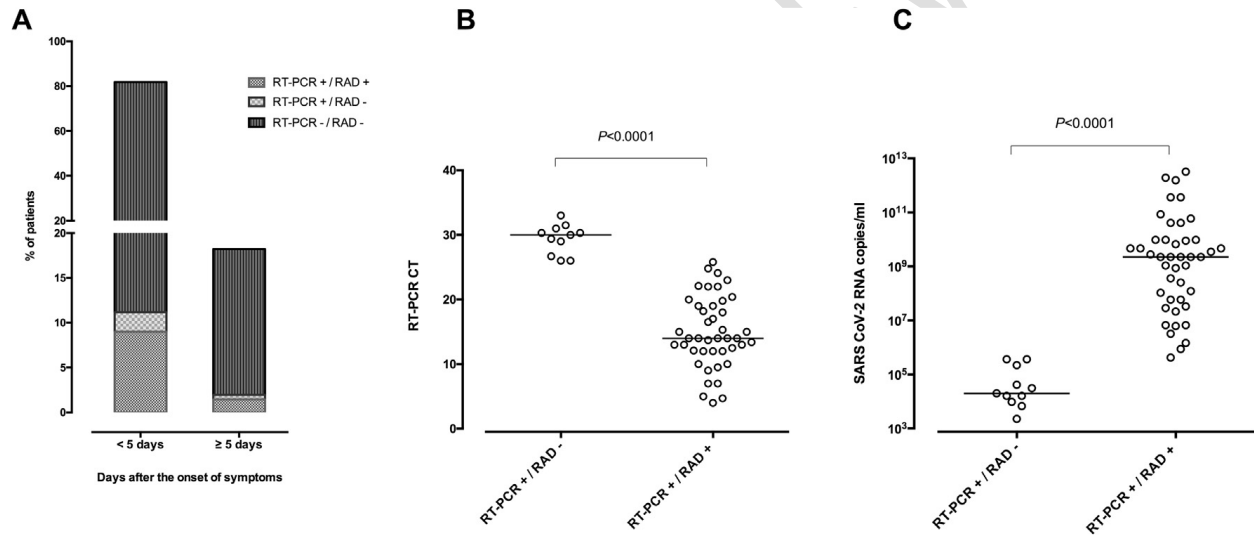 A
100
80
60
40
20
20
15
10
5
0
% of patients
RT-PCR + / RAD +
RT-PCR + / RAD -
RT-PCR - / RAD -
< 5 days
≥ 5 days
Days after the onset of symptoms
B
P<0.0001
40
30
20
10
0
RT-PCR CT
RT-PCR + / RAD -
RT-PCR + / RAD +
C
P<0.0001
10¹³
10¹¹
10⁹
10⁷
10⁵
10³
SARS CoV-2 RNA copies/ml
RT-PCR + / RAD -
RT-PCR + / RAD +